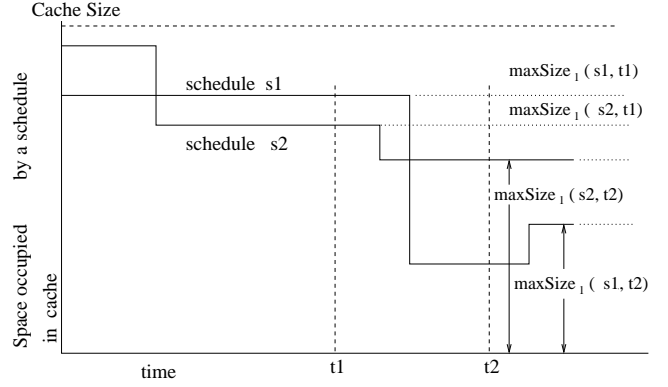 Cache Size
maxSize 1 ( s1, t1)
schedule s1
maxSize 1 ( s2, t1)
schedule s2
maxSize 1 ( s2, t2)
maxSize 1 ( s1, t2)
Space occupied by a schedule
in cache
time
t1
t2